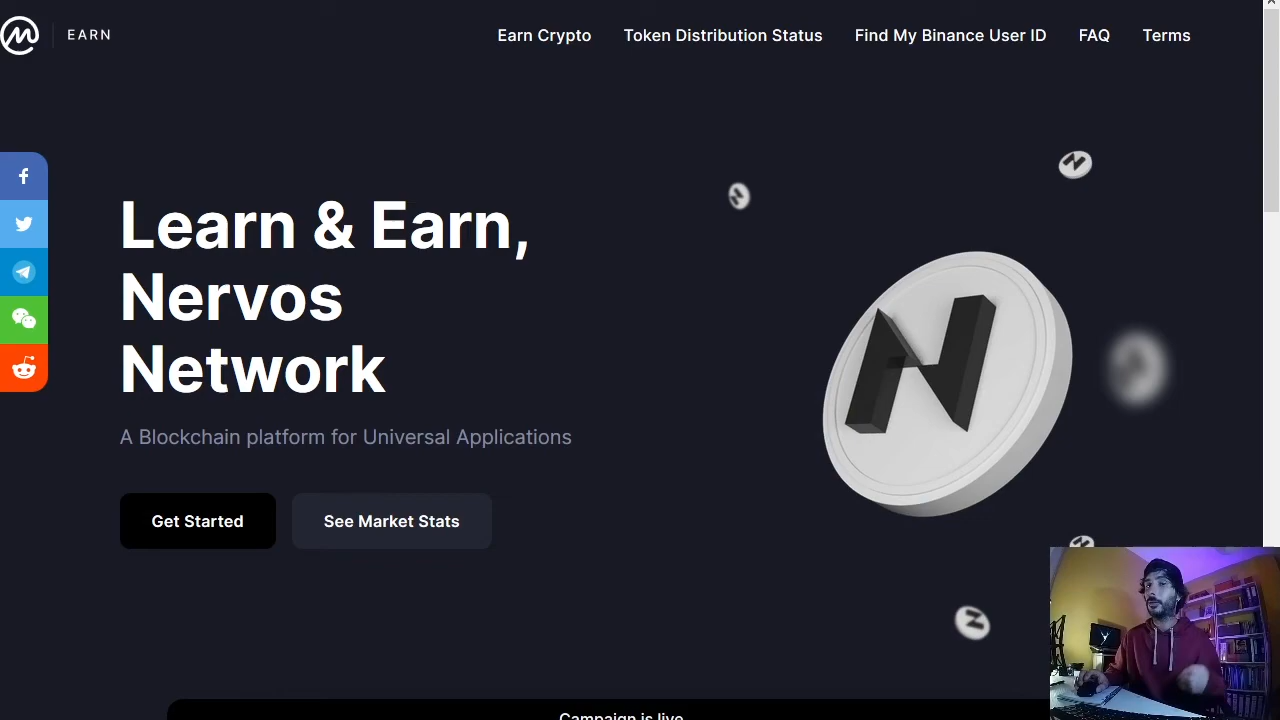 EARN
Earn Crypto
Token Distribution Status
Find My Binance User ID
FAQ
Terms
Learn & Earn,
Nervos
Network
A Blockchain platform for Universal Applications
Get Started
See Market Stats
Campaign is live